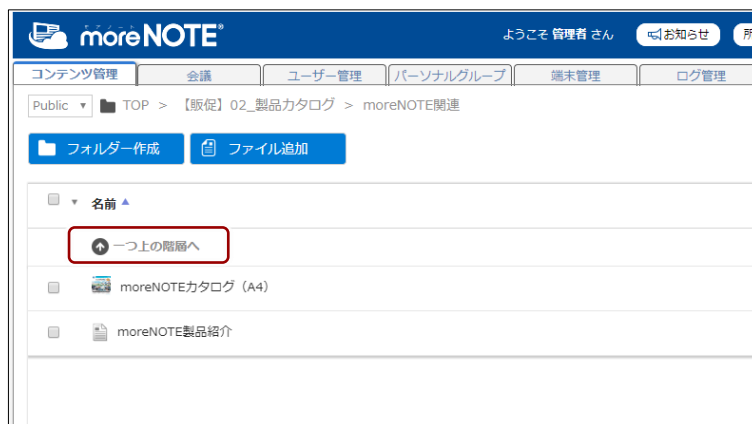 モアノート
moreNOTE®
ようこそ 管理者 さん お知らせ 所
コンテンツ管理 会議 ユーザー管理 パーソナルグループ 端末管理 ログ管理
Public ▼ TOP > 【販促】02_製品カタログ > moreNOTE関連
フォルダー作成 ファイル追加
▼ 名前 ▲
一つ上の階層へ
moreNOTEカタログ（A4）
moreNOTE製品紹介